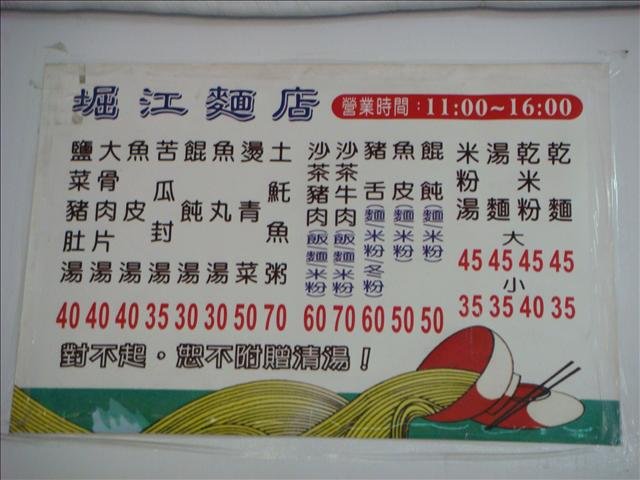 堀江麵店
營業時間:11:00~16:00
鹽菜豬肚湯 40
大骨肉片湯 40
魚皮湯 40
苦瓜封湯 35
餛飩湯 30
魚丸湯 30
燙青菜 50
土魠魚粥 70
沙茶豬肉(飯/麵/米粉) 60
沙茶牛肉(飯/麵/米粉) 70
豬舌(麵/米粉/冬粉) 60
魚皮(麵/米粉) 50
餛飩(麵/米粉) 50
米粉湯
湯麵
乾米粉
乾麵
大
45 45 45 45
小
35 35 40 35
對不起。恕不附贈清湯!